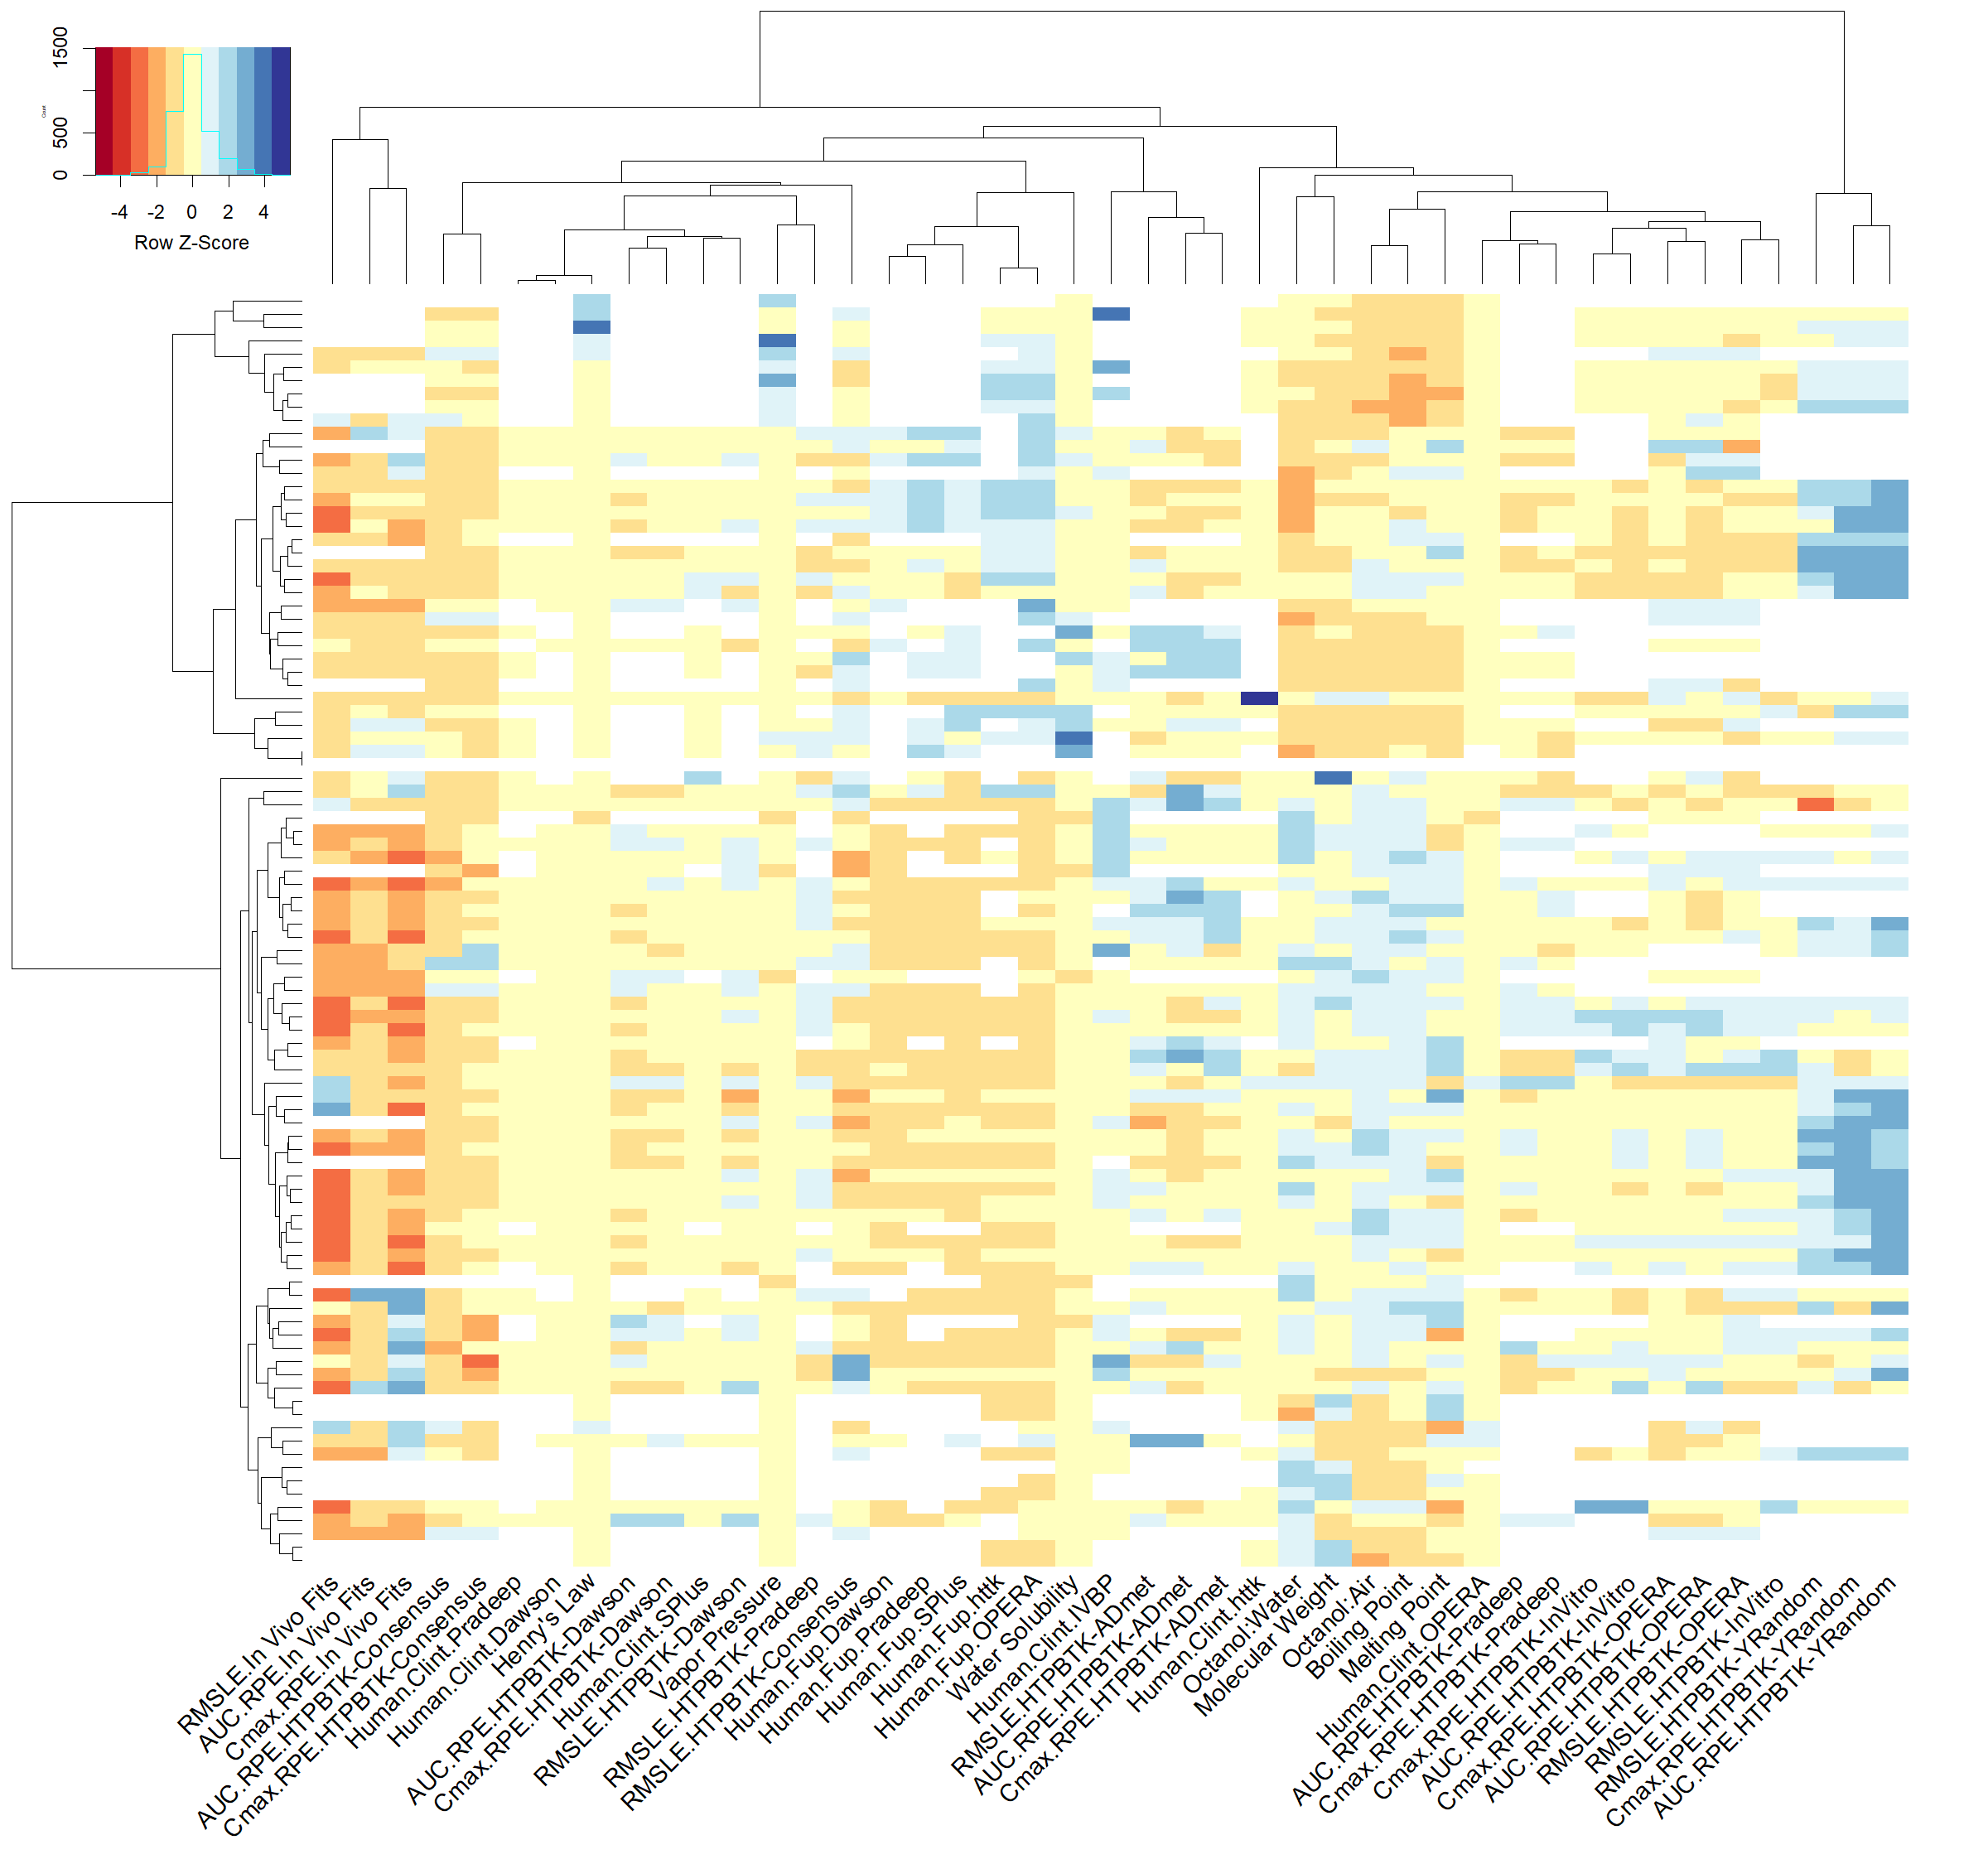 1500
500
0
Count
-4 -2 0 2 4
Row Z-Score
RMSLE.In Vivo Fits
AUC.RPE.In Vivo Fits
Cmax.RPE.In Vivo Fits
AUC.RPE.HTPBTK-Consensus
Cmax.RPE.HTPBTK-Consensus
Human.Clint.Pradeep
Human.Clint.Dawson
Henry's Law
AUC.RPE.HTPBTK-Dawson
Cmax.RPE.HTPBTK-Dawson
Human.Clint.SPlus
RMSLE.HTPBTK-Dawson
Vapor Pressure
RMSLE.HTPBTK-Pradeep
RMSLE.HTPBTK-Consensus
Human.Fup.Dawson
Human.Fup.Pradeep
Human.Fup.SPlus
Human.Fup.httk
Human.Fup. OPERA
Water Solubility
Human.Clint.IVBP
RMSLE.HTPBTK-ADmet
AUC.RPE.HTPBTK-ADmet
Cmax.RPE.HTPBTK-ADmet
Human.Clint.httk
Octanol:Water
Molecular Weight
Octanol:Air
Boiling Point
Melting Point
Human.Clint.OPERA
AUC.RPE.HTPBTK-Pradeep
Cmax.RPE.HTPBTK-Pradeep
Cmax.RPE.HTPBTK-InVitro
AUC.RPE.HTPBTK-InVitro
Cmax.RPE.HTPBTK-OPERA
AUC.RPE.HTPBTK-OPERA
RMSLE.HTPBTK-OPERA
RMSLE.HTPBTK-InVitro
RMSLE.HTPBTK-YRandom
Cmax.RPE.HTPBTK-YRandom
AUC.RPE.HTPBTK-YRandom